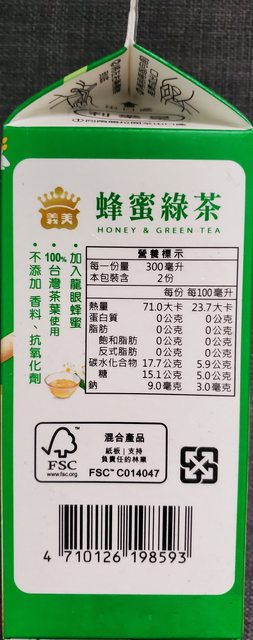 義美
蜂蜜綠茶
HONEY & GREEN TEA
•加入龍眼蜂蜜
•100%台灣茶葉使用
•不添加 香料、抗氧化劑
營養標示
每一份量 300毫升
本包裝含 2份
每份 每100毫升
熱量 71.0大卡 23.7大卡
蛋白質 0公克 0公克
脂肪 0公克 0公克
飽和脂肪 0公克 0公克
反式脂肪 0公克 0公克
碳水化合物 17.7公克 5.9公克
糖 15.1公克 5.0公克
鈉 9.0毫克 3.0毫克
FSC
www.fsc.org
混合產品
紙板 | 支持
負責任的林業
FSC™ C014047
4 710126 198593